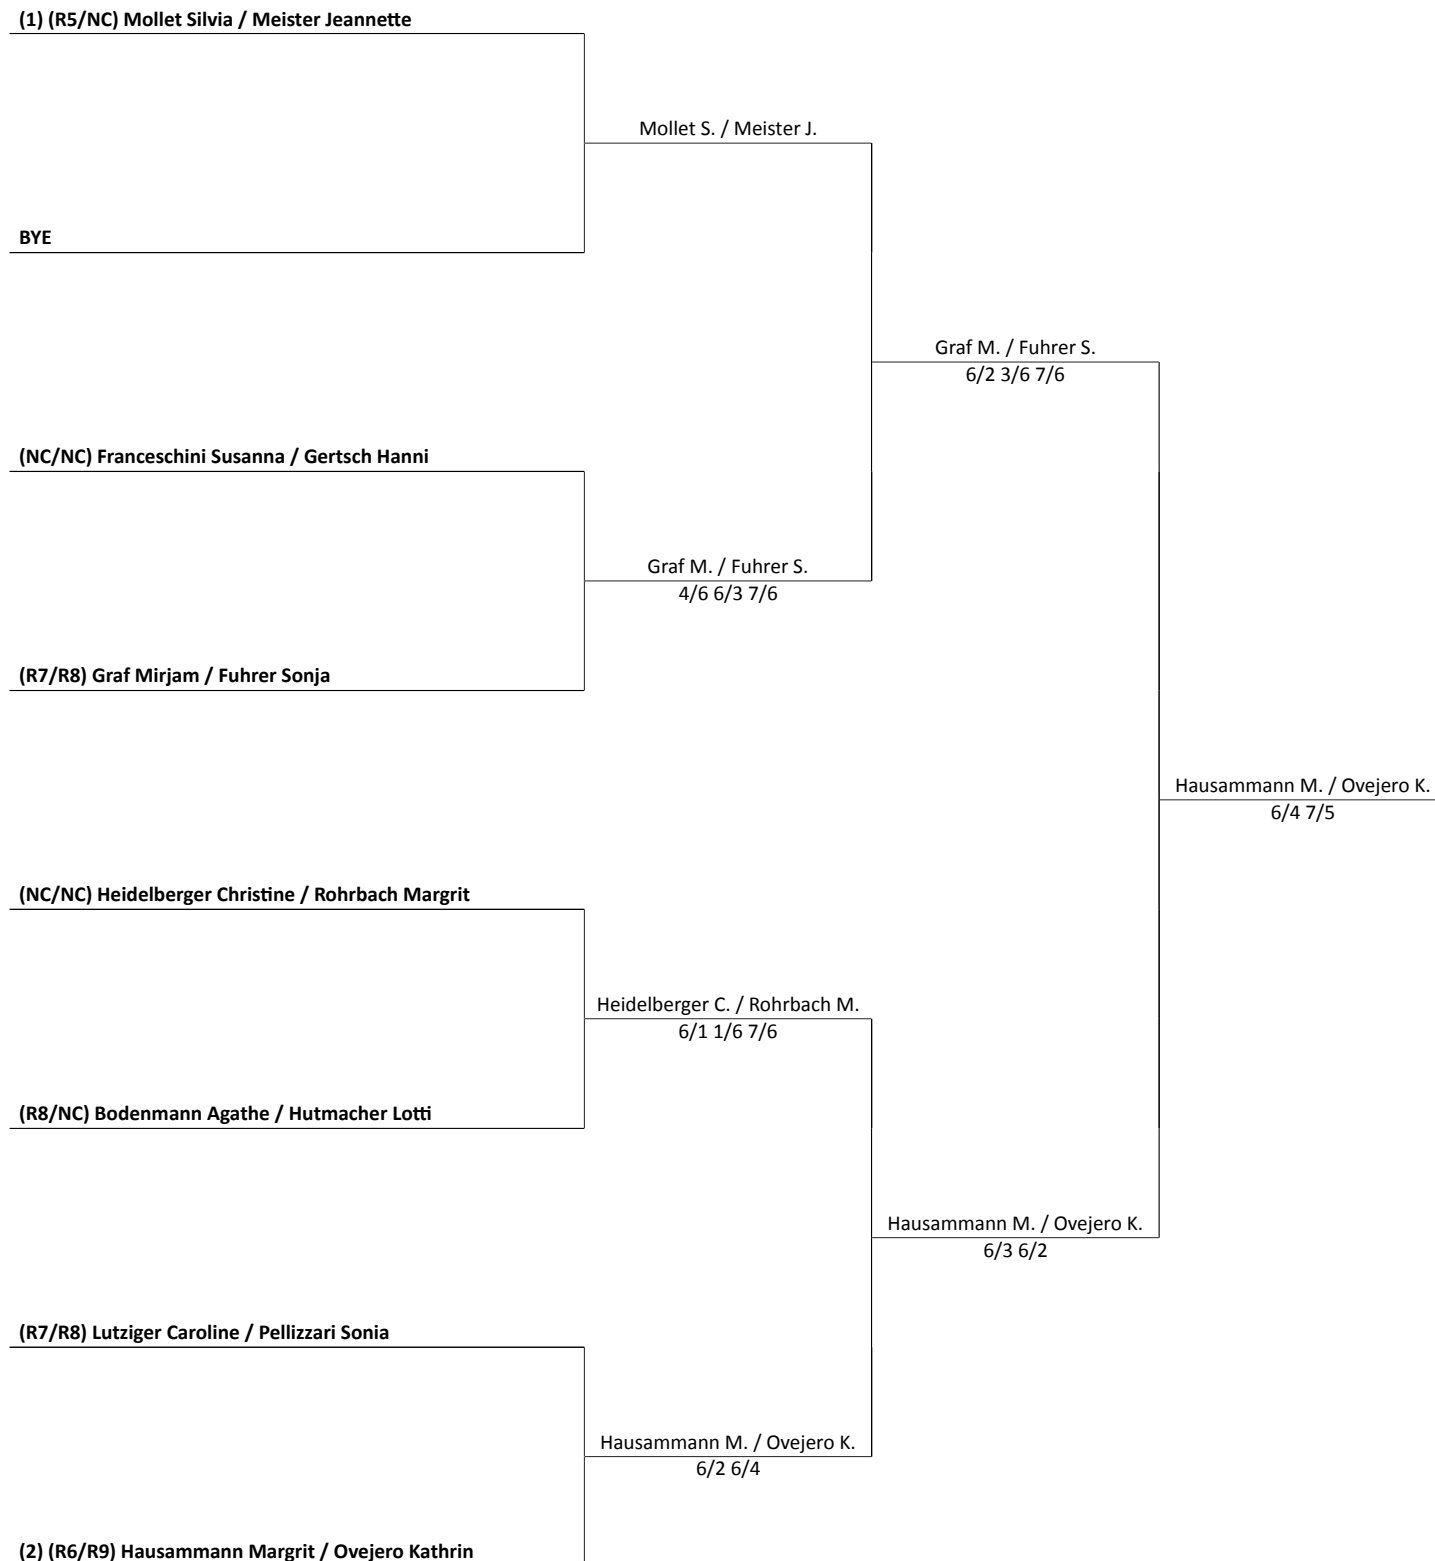 (1) (R5/NC) Mollet Silvia / Meister Jeannette
Mollet S. / Meister J.
BYE
Graf M. / Fuhrer S.
6/2 3/6 7/6
(NC/NC) Franceschini Susanna / Gertsch Hanni
Graf M. / Fuhrer S.
4/6 6/3 7/6
(R7/R8) Graf Mirjam / Fuhrer Sonja
Hausammann M. / Ovejero K.
6/4 7/5
(NC/NC) Heidelberger Christine / Rohrbach Margrit
Heidelberger C. / Rohrbach M.
6/1 1/6 7/6
(R8/NC) Bodenmann Agathe / Hutmacher Lotti
Hausammann M. / Ovejero K.
6/3 6/2
(R7/R8) Lutziger Caroline / Pellizzari Sonia
Hausammann M. / Ovejero K.
6/2 6/4
(2) (R6/R9) Hausammann Margrit / Ovejero Kathrin